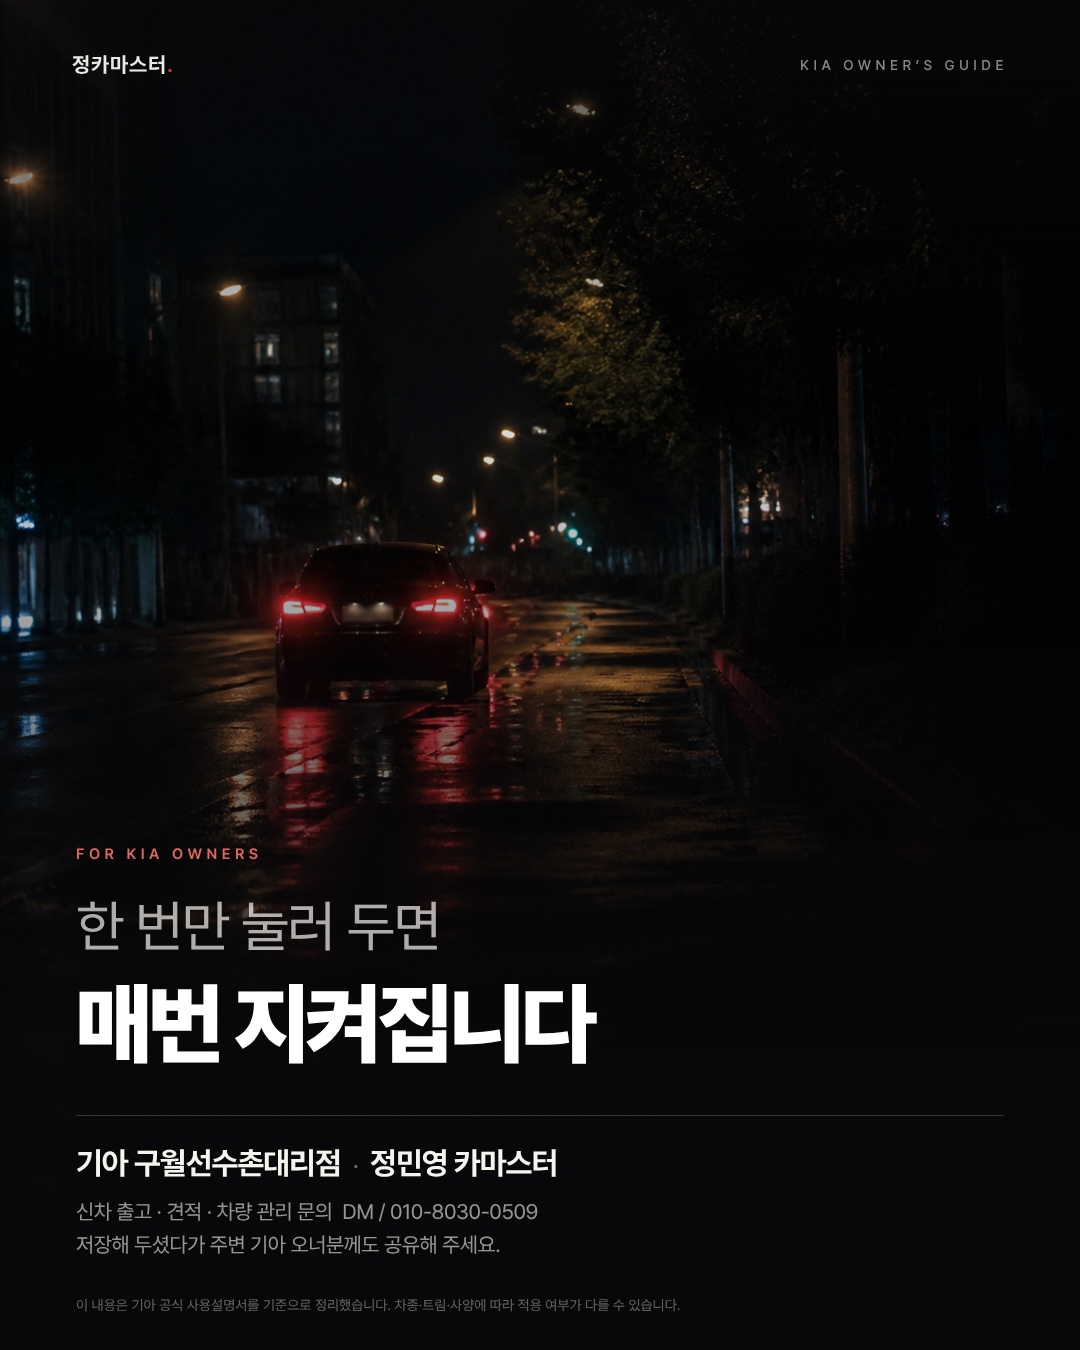 정카마스터.
KIA OWNER'S GUIDE
FOR KIA OWNERS
한 번만 눌러 두면
매번 지켜집니다
기아 구월선수촌대리점 · 정민영 카마스터
신차 출고 · 견적 · 차량 관리 문의 DM / 010-8030-0509
저장해 두셨다가 주변 기아 오너분께도 공유해 주세요.
이 내용은 기아 공식 사용설명서를 기준으로 정리했습니다. 차종·트림·사양에 따라 적용 여부가 다를 수 있습니다.